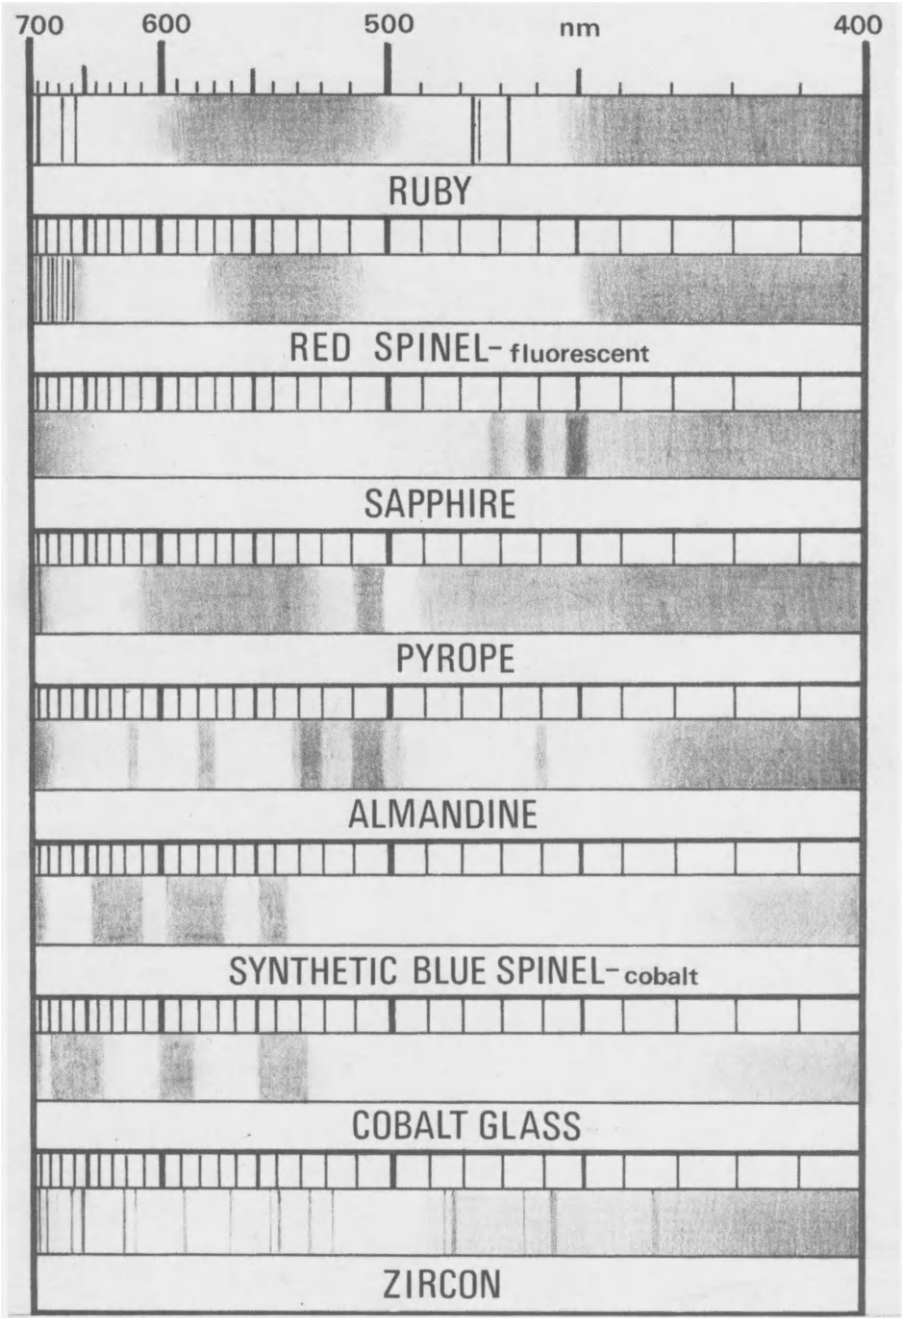 700 600 500 nm 400
RUBY
RED SPINEL-fluorescent
SAPPHIRE
PYROPE
ALMANDINE
SYNTHETIC BLUE SPINEL-cobalt
COBALT GLASS
ZIRCON